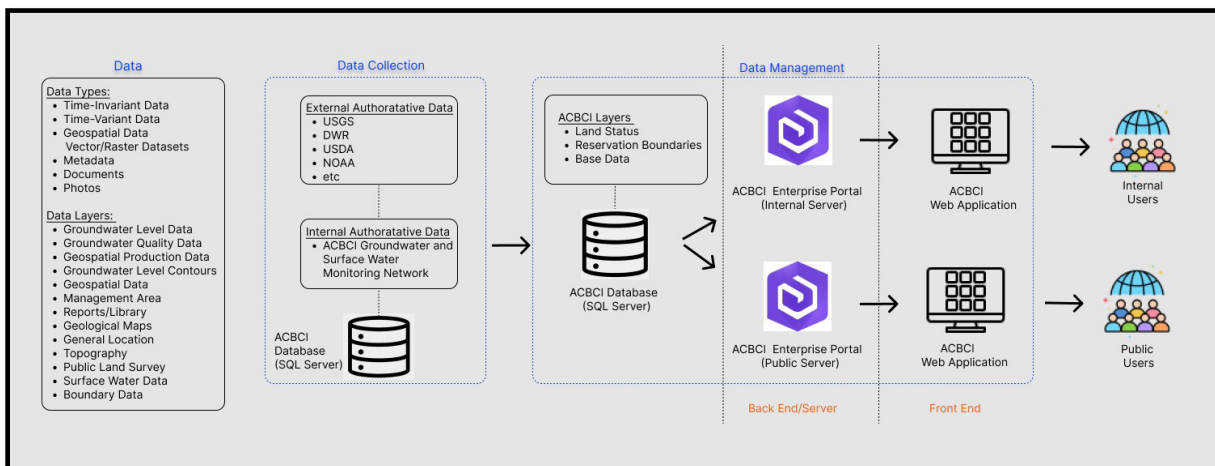 Data
Data Types:
• Time-Invariant Data
• Time-Variant Data
• Geospatial Data
Vector/Raster Datasets
• Metadata
• Documents
• Photos
Data Layers:
• Groundwater Level Data
• Groundwater Quality Data
• Geospatial Production Data
• Groundwater Level Contours
• Geospatial Data
• Management Area
• Reports/Library
• Geological Maps
• General Location
• Topography
• Public Land Survey
• Surface Water Data
• Boundary Data
Data Collection
External Authoratative Data
• USGS
• DWR
• USDA
• NOAA
• etc
Internal Authoratative Data
• ACBCI Groundwater and
Surface Water
Monitoring Network
ACBCI
Database
(SQL Server)
Data Management
ACBCI Layers
• Land Status
• Reservation Boundaries
• Base Data
ACBCI Database
(SQL Server)
ACBCI Enterprise Portal
(Internal Server)
ACBCI
Web Application
Internal
Users
ACBCI Enterprise Portal
(Public Server)
ACBCI
Web Application
Public
Users
Back End/Server
Front End